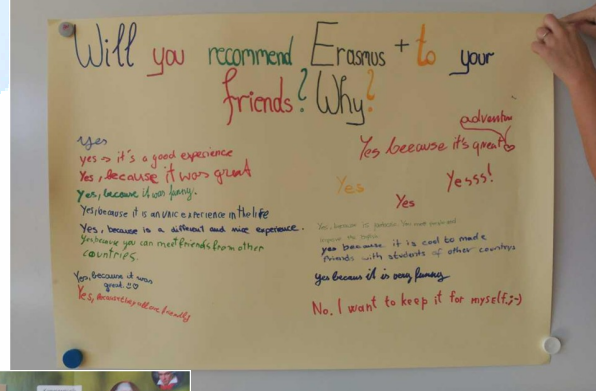 Will you recommend Erasmus + to your
friends? Why?
yes
yes → it's a good experience
Yes, because it was great
Yes, because it was funny.
Yes, because it is an unic experience in the life
Yes, because is a different and nice experience.
Yes because you can meet friends from other
countries.
Yes, because it was
great.
Yes, because they all are friendly
adventure
Yes because it's great
Yes
Yesss!
Yes
yes because it is cool to made
friends with students of other countrys
Yes becaus it is very funny
No, I want to keep it for myself ;-)